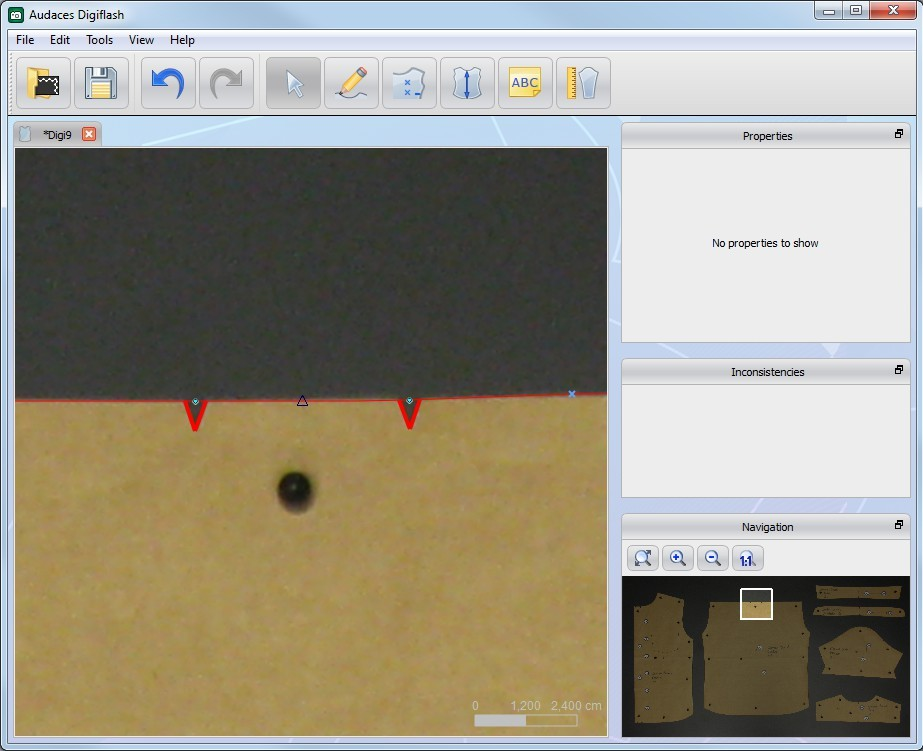 Audaces Digiflash
File Edit Tools View Help
ABC
*Digi9
Properties
No properties to show
Inconsistencies
Navigation
1:1
0 1,200 2,400 cm